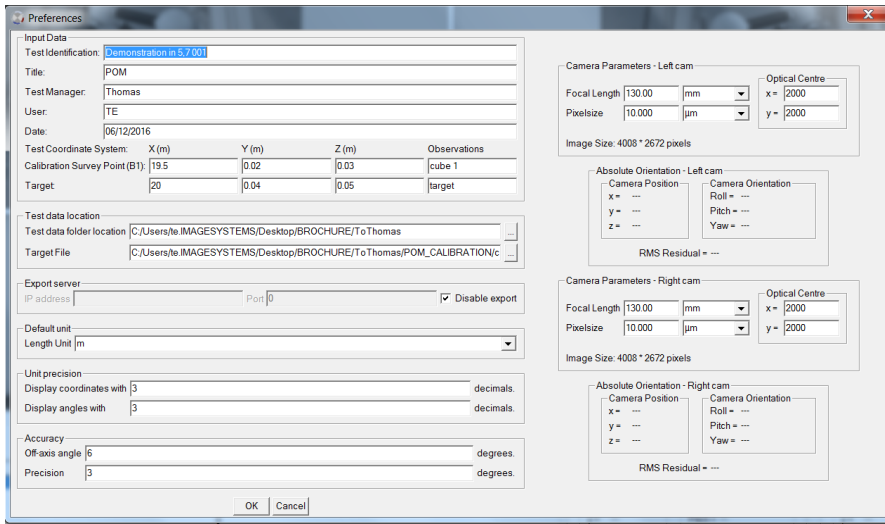 Preferences
Input Data
Test Identification: Demonstration in 5.7 001
Title: POM
Test Manager: Thomas
User: TE
Date: 06/12/2016
Test Coordinate System: X (m) Y (m) Z (m) Observations
Calibration Survey Point (B1): 19.5 0.02 0.03 cube 1
Target: 20 0.04 0.05 target
Test data location
Test data folder location C:/Users/te.IMAGESYSTEMS/Desktop/BROCHURE/ToThomas ...
Target File C:/Users/te.IMAGESYSTEMS/Desktop/BROCHURE/ToThomas/POM_CALIBRATION/c ...
Export server
IP address Port 0 Disable export
Default unit
Length Unit m
Unit precision
Display coordinates with 3 decimals.
Display angles with 3 decimals.
Accuracy
Off-axis angle 6 degrees.
Precision 3 degrees.
OK Cancel
Camera Parameters - Left cam
Optical Centre
Focal Length 130.00 mm x = 2000
Pixelsize 10.000 µm y = 2000
Image Size: 4008 * 2672 pixels
Absolute Orientation - Left cam
Camera Position Camera Orientation
x = --- Roll = ---
y = --- Pitch = ---
z = --- Yaw = ---
RMS Residual = ---
Camera Parameters - Right cam
Optical Centre
Focal Length 130.00 mm x = 2000
Pixelsize 10.000 µm y = 2000
Image Size: 4008 * 2672 pixels
Absolute Orientation - Right cam
Camera Position Camera Orientation
x = --- Roll = ---
y = --- Pitch = ---
z = --- Yaw = ---
RMS Residual = ---